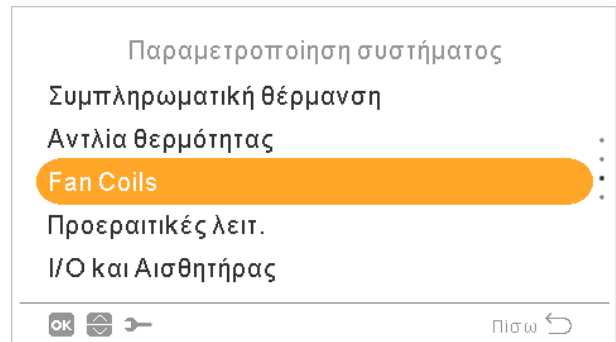 Παραμετροποίηση συστήματος
Συμπληρωματική θέρμανση
Αντλία θερμότητας
Fan Coils
Προεραιτικές λειτ.
I/O και Αισθητήρας
OK
Πίσω